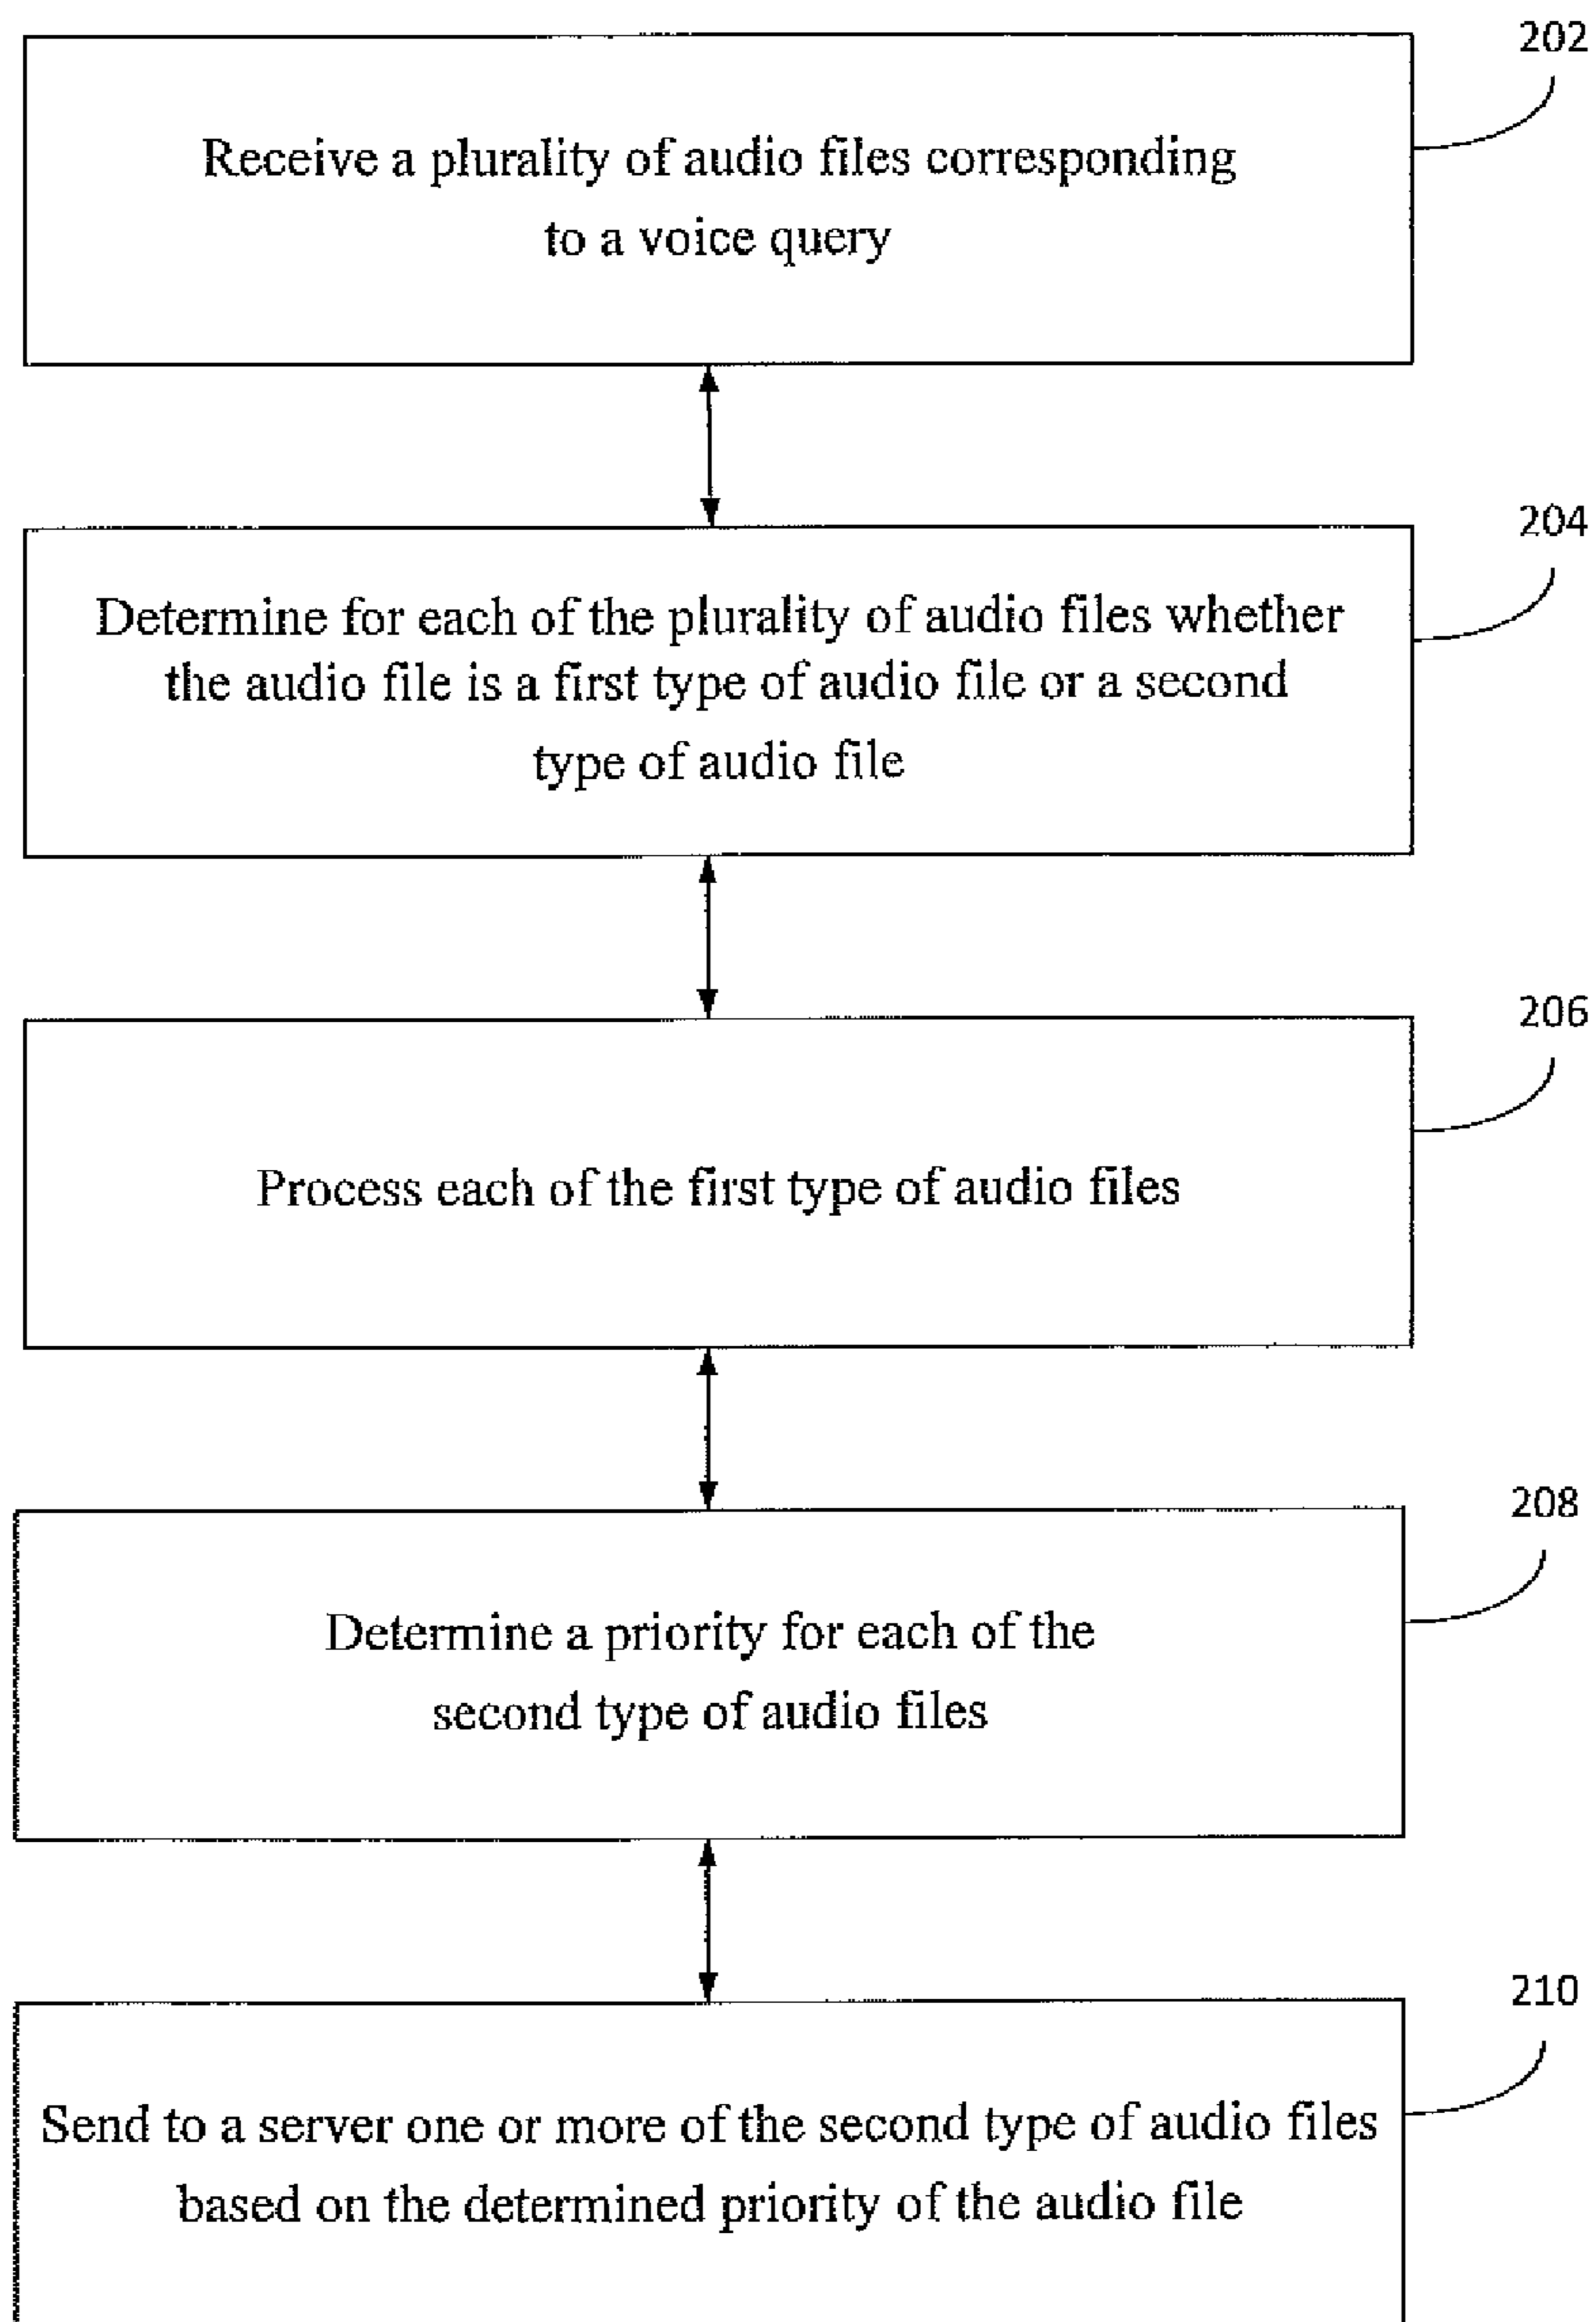 202
Receive a plurality of audio files corresponding
to a voice query
204
Determine for each of the plurality of audio files whether
the audio file is a first type of audio file or a second
type of audio file
206
Process each of the first type of audio files
208
Determine a priority for each of the
second type of audio files
210
Send to a server one or more of the second type of audio files
based on the determined priority of the audio file